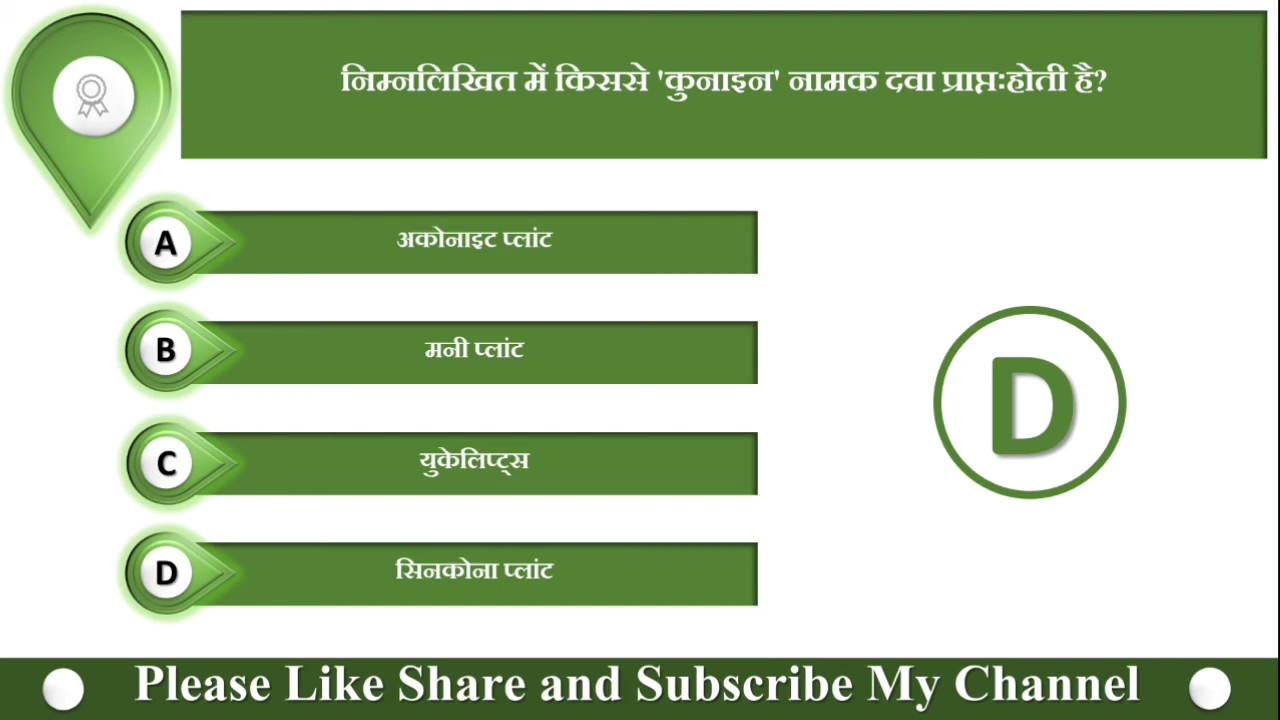 निम्नलिखित में किससे 'कुनाइन' नामक दवा प्राप्तःहोती है?
A
अकोनाइट प्लांट
B
मनी प्लांट
C
युकेलिप्ट्स
D
सिनकोना प्लांट
D
Please Like Share and Subscribe My Channel